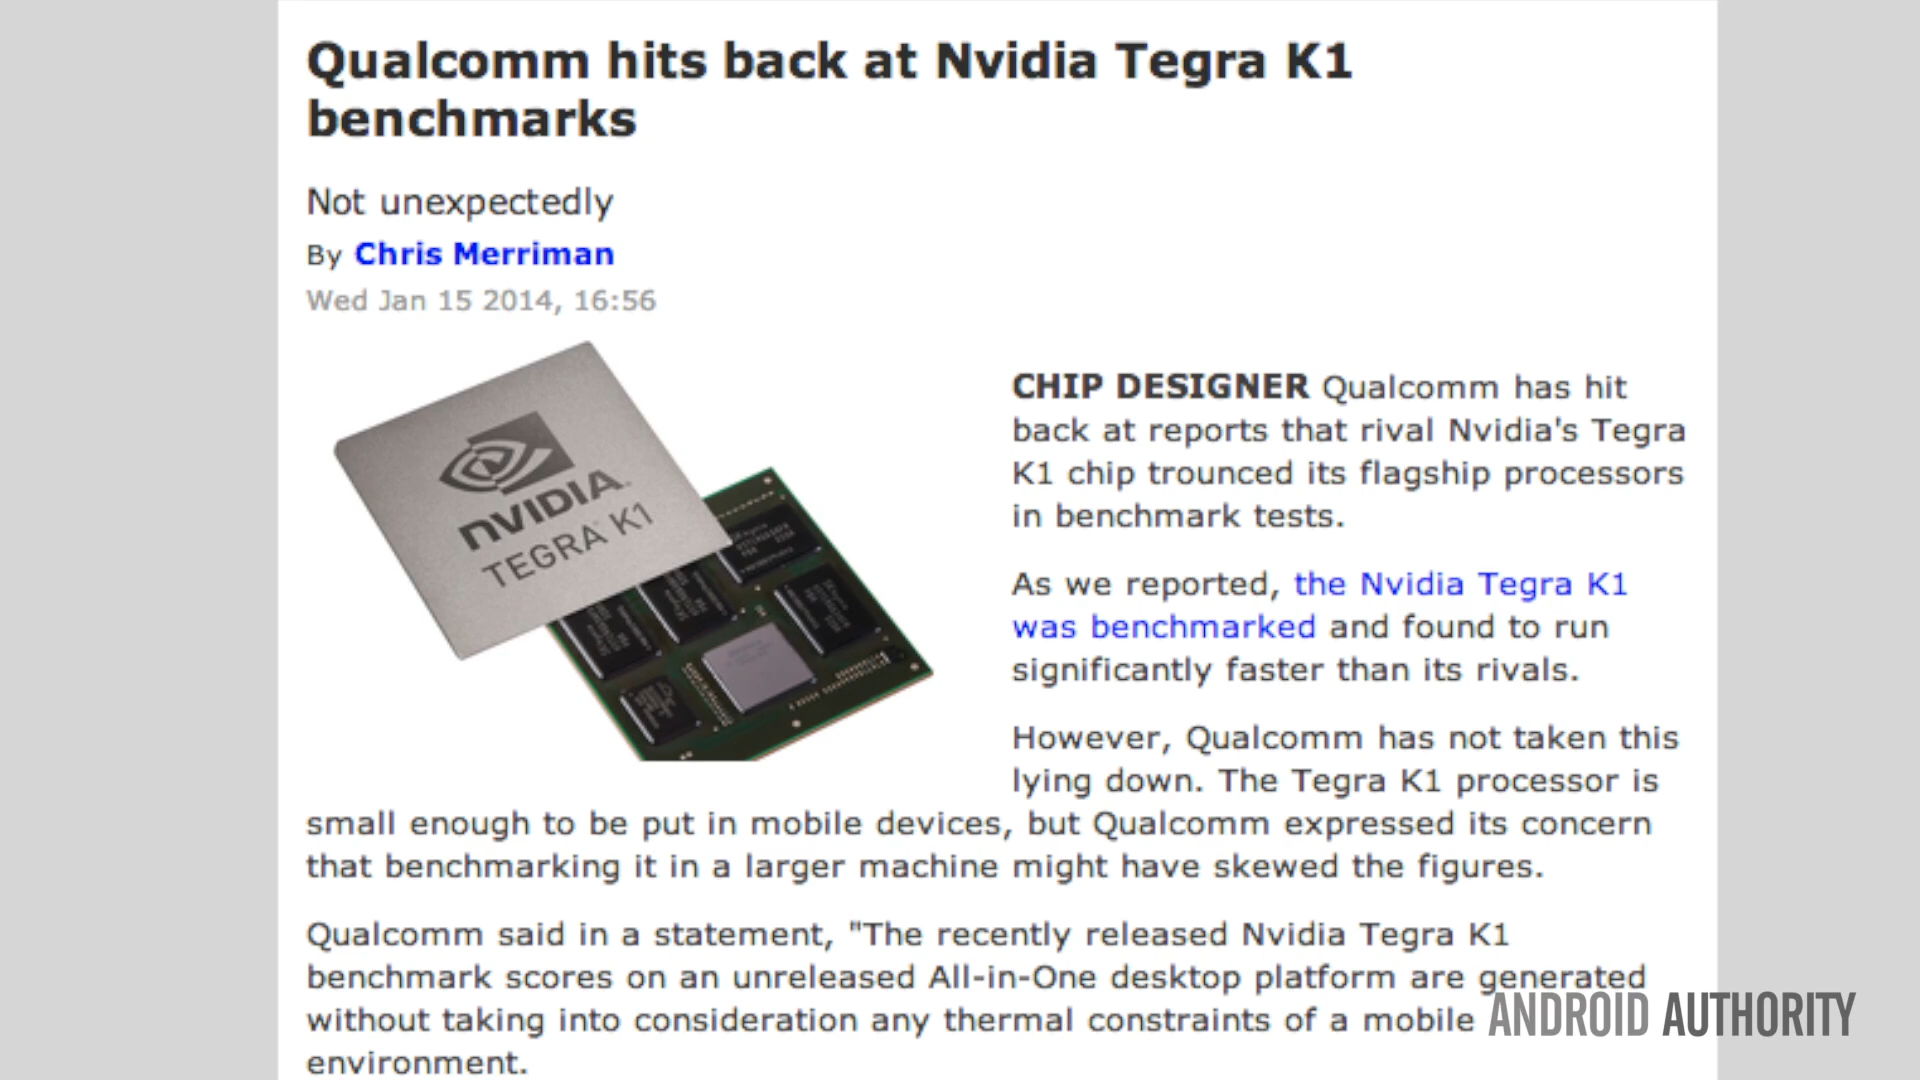 Qualcomm hits back at Nvidia Tegra K1
benchmarks
Not unexpectedly
By Chris Merriman
Wed Jan 15 2014, 16:56
NVIDIA
TEGRA K1
CHIP DESIGNER Qualcomm has hit
back at reports that rival Nvidia's Tegra
K1 chip trounced its flagship processors
in benchmark tests.
As we reported, the Nvidia Tegra K1
was benchmarked and found to run
significantly faster than its rivals.
However, Qualcomm has not taken this
lying down. The Tegra K1 processor is
small enough to be put in mobile devices, but Qualcomm expressed its concern
that benchmarking it in a larger machine might have skewed the figures.
Qualcomm said in a statement, "The recently released Nvidia Tegra K1
benchmark scores on an unreleased All-in-One desktop platform are generated
without taking into consideration any thermal constraints of a mobile
environment.
ANDROID AUTHORITY